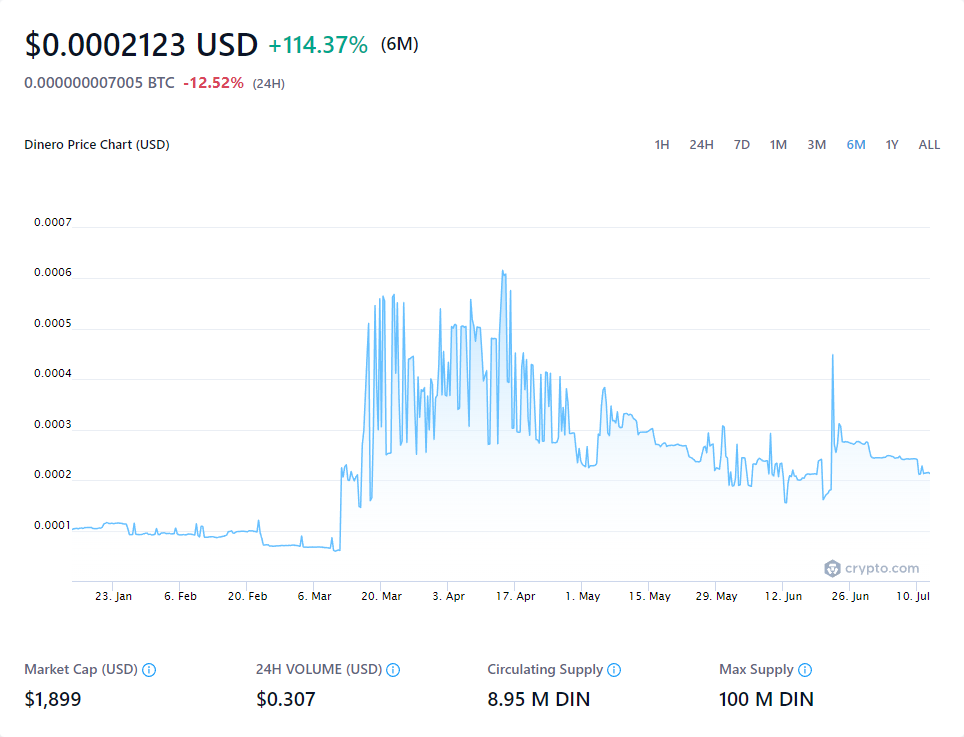 $0.0002123 USD +114.37% (6M)
0.000000007005 BTC -12.52% (24H)
Dinero Price Chart (USD) 1H 24H 7D 1M 3M 6M 1Y ALL
0.0007
0.0006
0.0005
0.0004
0.0003
0.0002
0.0001
crypto.com
23. Jan 6. Feb 20. Feb 6. Mar 20. Mar 3. Apr 17. Apr 1. May 15. May 29. May 12. Jun 26. Jun 10. Jul
Market Cap (USD) 24H VOLUME (USD) Circulating Supply Max Supply
$1,899 $0.307 8.95 M DIN 100 M DIN